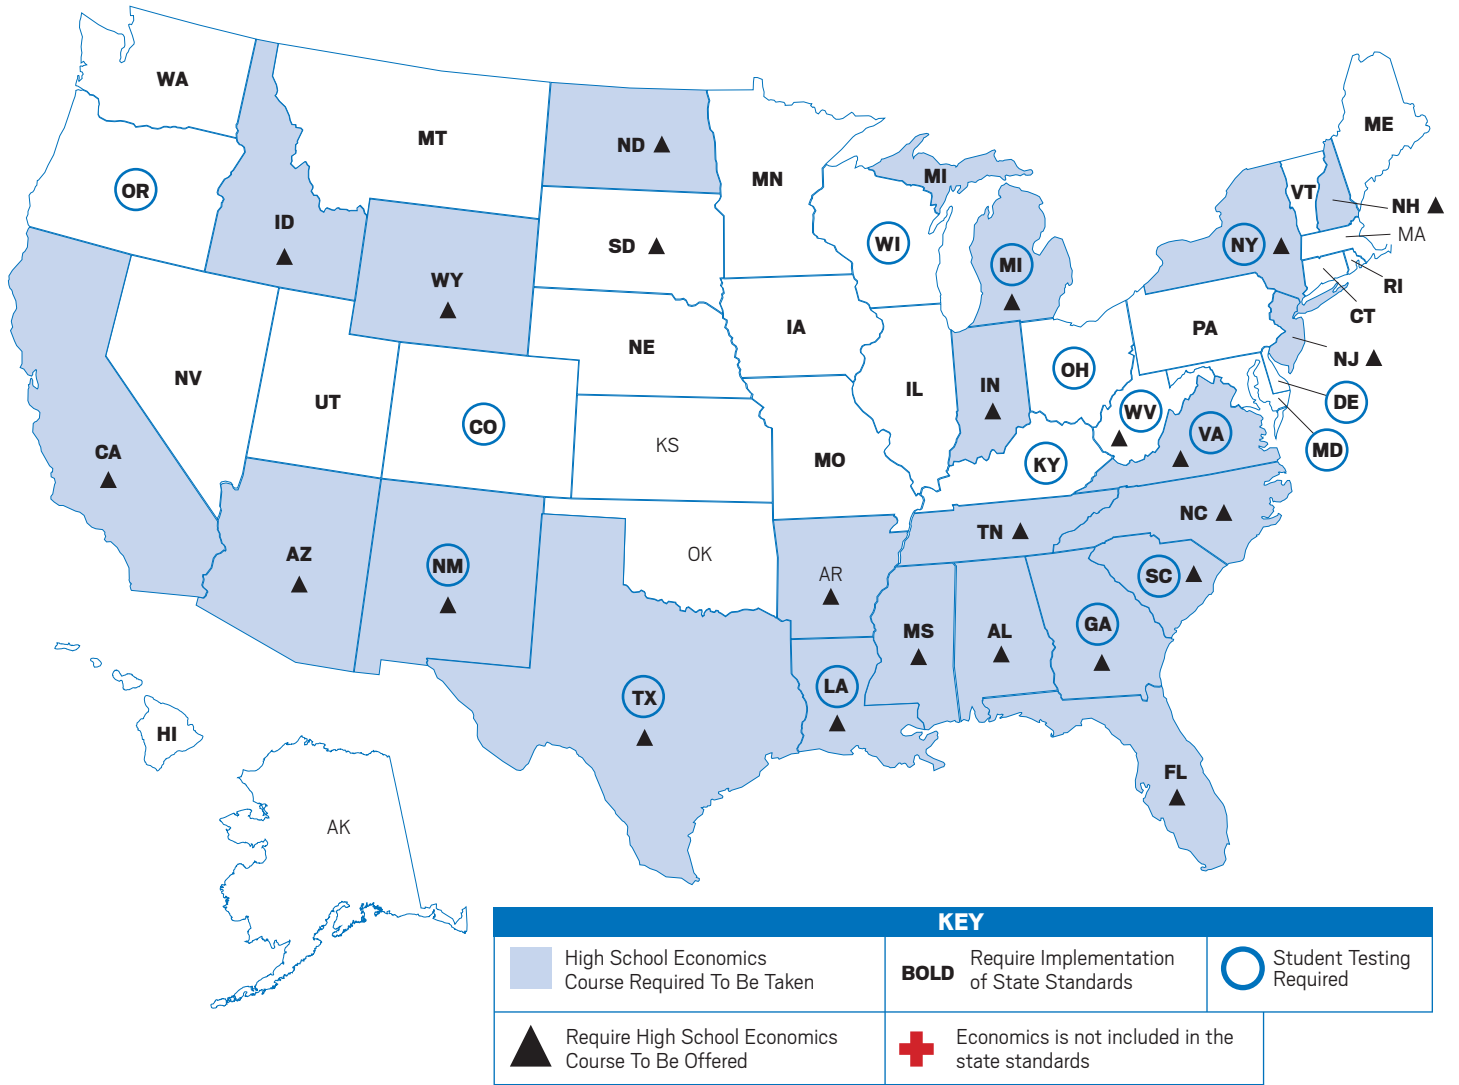 WA
ME
MT
ND
MN
MI
VT
OR
NH
ID
MA
NY
WI
SD
MI
WY
RI
CT
IA
PA
NE
NJ
OH
NV
IN
IL
UT
DE
WV
CO
VA
KS
CA
MD
MO
KY
NC
TN
AZ
OK
NM
AR
SC
GA
MS
AL
LA
TX
HI
FL
AK
KEY
High School Economics
Course Required To Be Taken
BOLD
Require Implementation
of State Standards
Student Testing
Required
Require High School Economics
Course To Be Offered
Economics is not included in the
state standards